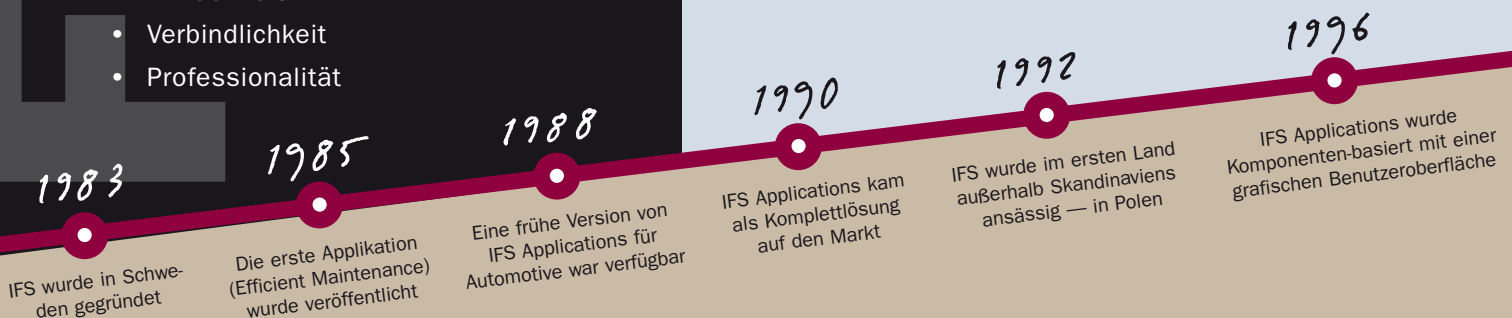 • Verbindlichkeit
• Professionalität
1983
IFS wurde in Schwe-
den gegründet
1985
Die erste Applikation
(Efficient Maintenance)
wurde veröffentlicht
1988
Eine frühe Version von
IFS Applications für
Automotive war verfügbar
1990
IFS Applications kam
als Komplettlösung
auf den Markt
1992
IFS wurde im ersten Land
außerhalb Skandinaviens
ansässig — in Polen
1996
IFS Applications wurde
Komponenten-basiert mit einer
grafischen Benutzeroberfläche